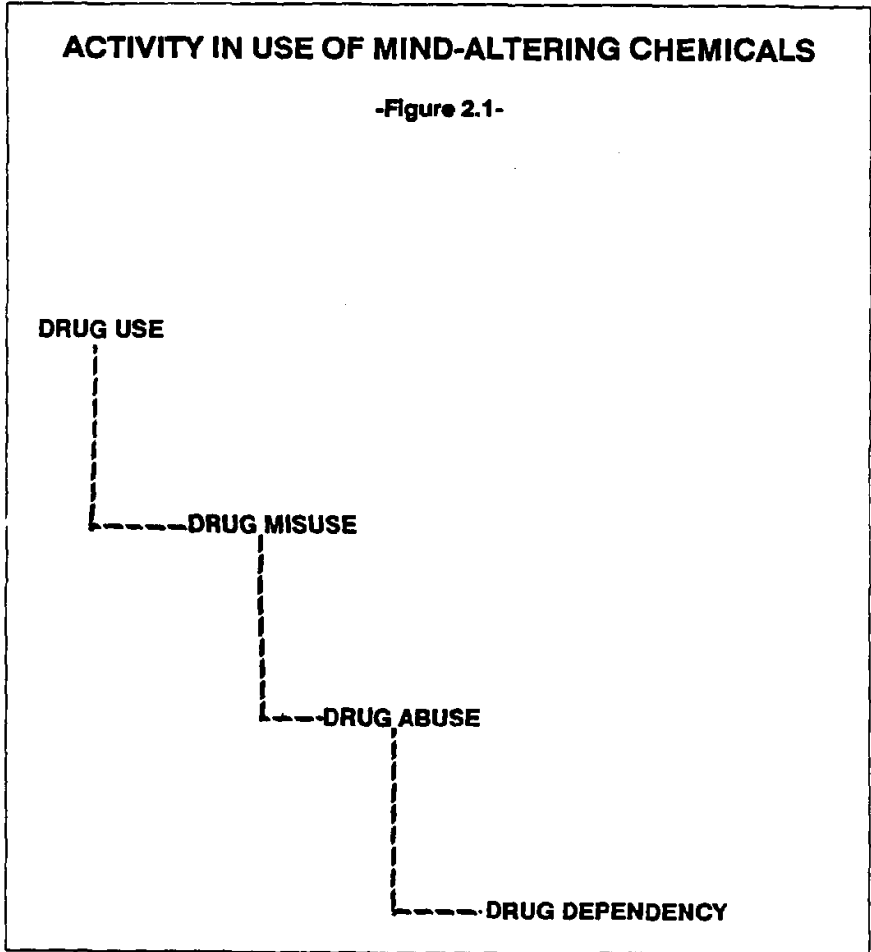 ACTIVITY IN USE OF MIND-ALTERING CHEMICALS
-Figure 2.1-
DRUG USE
DRUG MISUSE
DRUG ABUSE
DRUG DEPENDENCY